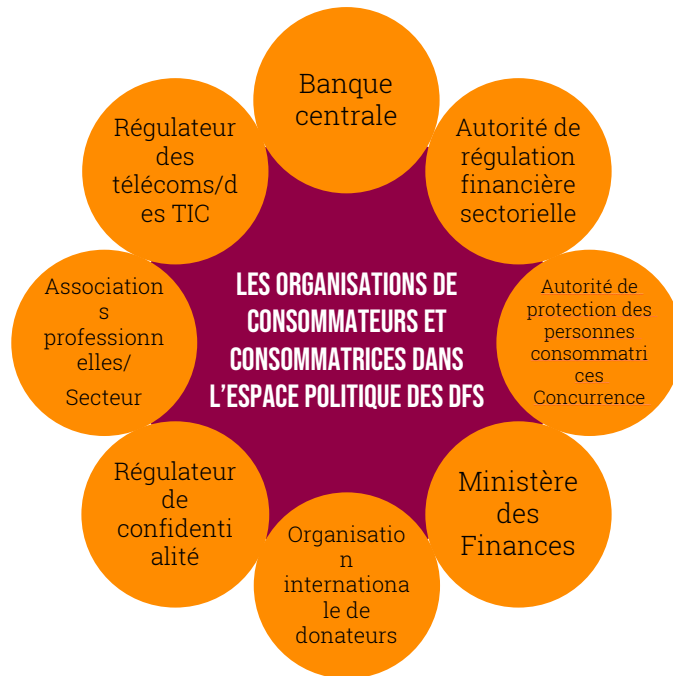 Banque
centrale
Autorité de
régulation
financière
sectorielle
Autorité de
protection des
personnes
consommatri
ces
Concurrence
Ministère
des
Finances
Organisatio
n
internationa
le de
donateurs
Régulateur
de
confidenti
alité
Association
s
professionn
elles/
Secteur
Régulateur
des
télécoms/d
es TIC
LES ORGANISATIONS DE
CONSOMMATEURS ET
CONSOMMATRICES DANS
L'ESPACE POLITIQUE DES DFS